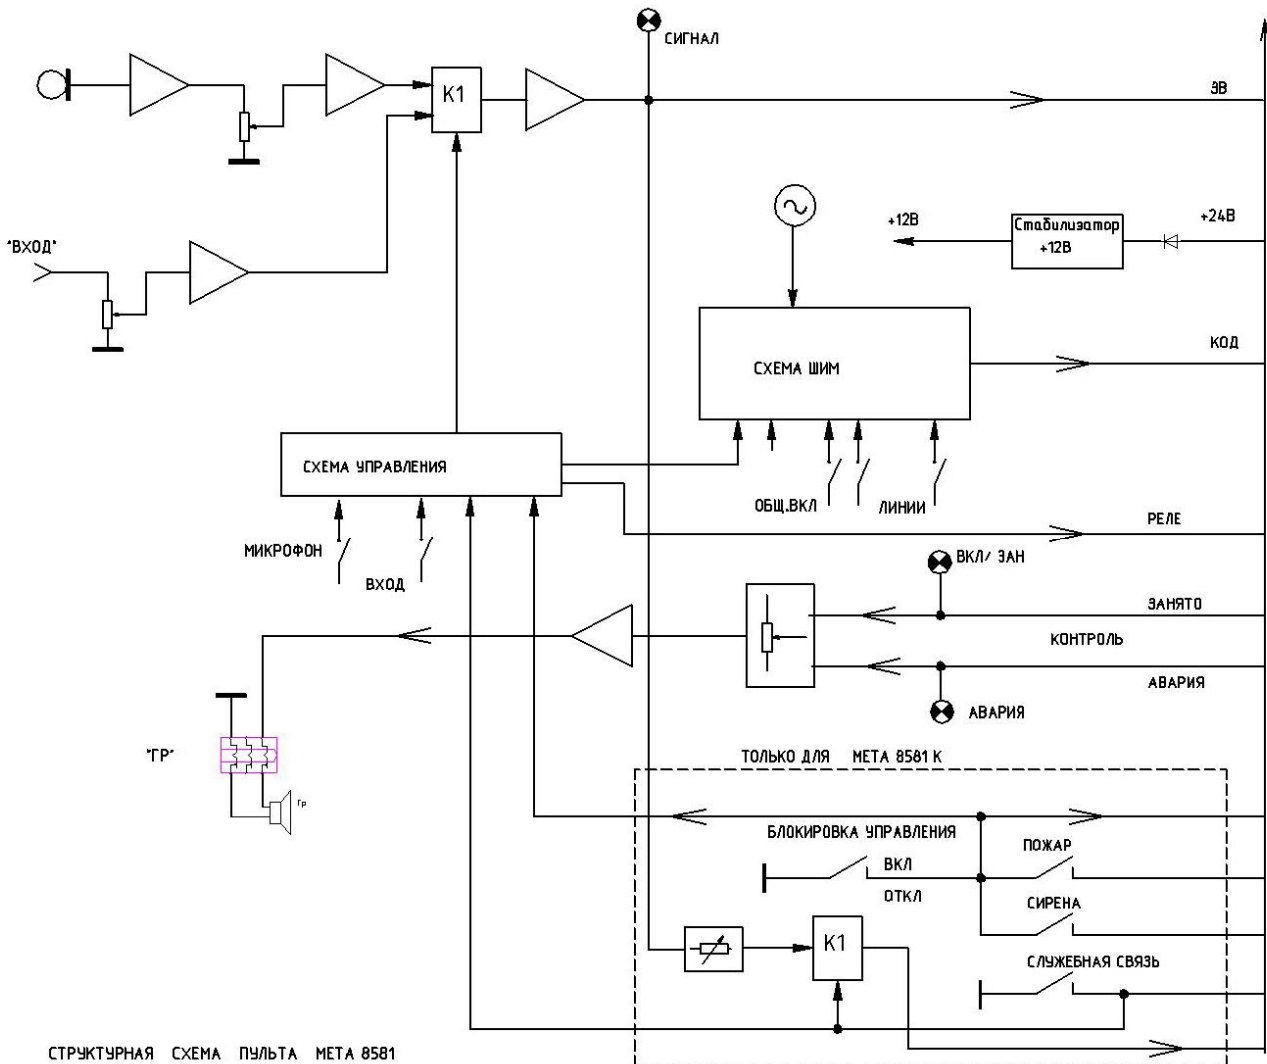 СИГНАЛ
К1
ЗВ
"ВХОД"
+12В
Стабилизатор
+12В
+24В
СХЕМА ШИМ
КОД
СХЕМА УПРАВЛЕНИЯ
ОБЩ.ВКЛ
ЛИНИИ
МИКРОФОН
ВХОД
РЕЛЕ
ВКЛ/ ЗАН
ЗАНЯТО
КОНТРОЛЬ
АВАРИЯ
АВАРИЯ
"ГР"
Гр
ТОЛЬКО ДЛЯ МЕТА 8581 К
БЛОКИРОВКА УПРАВЛЕНИЯ
ВКЛ
ОТКЛ
ПОЖАР
СИРЕНА
К1
СЛУЖЕБНАЯ СВЯЗЬ
СТРУКТУРНАЯ СХЕМА ПУЛЬТА МЕТА 8581